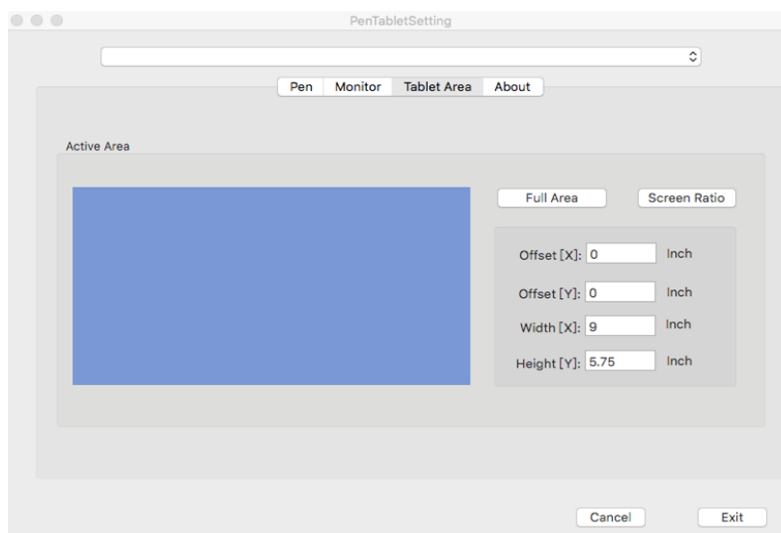 PenTabletSetting
Pen Monitor Tablet Area About
Active Area
Full Area Screen Ratio
Offset [X]: 0 Inch
Offset [Y]: 0 Inch
Width [X]: 9 Inch
Height [Y]: 5.75 Inch
Cancel Exit